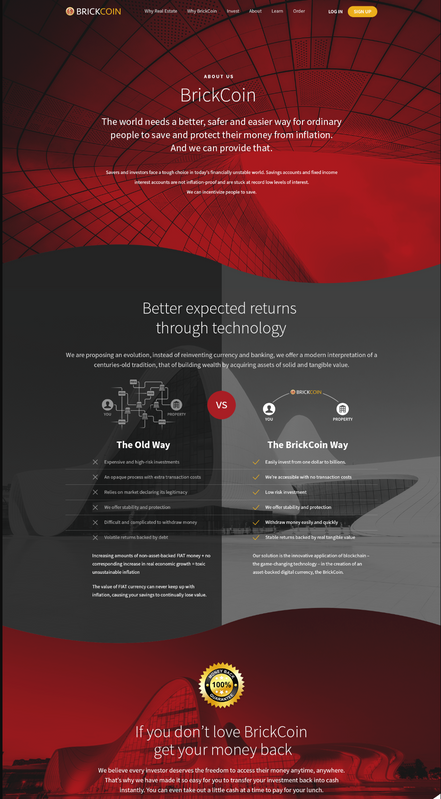 BRICKCOIN Why Real Estate Why BrickCoin Invest About Learn Order LOG IN SIGN UP
ABOUT US
BrickCoin
The world needs a better, safer and easier way for ordinary
people to save and protect their money from inflation.
And we can provide that.
Savers and investors face a tough choice in today's financially unstable world. Savings accounts and fixed income
interest accounts are not inflation-proof and are stuck at record low levels of interest.
We can incentivize people to save.
Better expected returns
through technology
We are proposing an evolution, instead of reinventing currency and banking, we offer a modern interpretation of a
centuries-old tradition, that of building wealth by acquiring assets of solid and tangible value.
YOU
PROPERTY
VS
BRICKCOIN
YOU
PROPERTY
The Old Way
Expensive and high-risk investments
An opaque process with extra transaction costs
Relies on market declaring its legitimacy
We offer stability and protection
Difficult and complicated to withdraw money
Volatile returns backed by debt
Increasing amounts of non-asset-backed FIAT money + no
corresponding increase in real economic growth = toxic
unsustainable inflation
The value of FIAT currency can never keep up with
inflation, causing your savings to continually lose value.
The BrickCoin Way
Easily invest from one dollar to billions.
We're accessible with no transaction costs
Low-risk investment
We offer stability and protection
Withdraw money easily and quickly
Stable returns backed by real tangible value
Our solution is the innovative application of blockchain –
the game-changing technology – in the creation of an
asset-backed digital currency, the BrickCoin.
MONEY BACK
100%
GUARANTEE
If you don't love BrickCoin
get your money back
We believe every investor deserves the freedom to access their money anytime, anywhere.
That's why we have made it so easy for you to transfer your investment back into cash
instantly. You can even take out a little cash at a time to pay for your lunch.